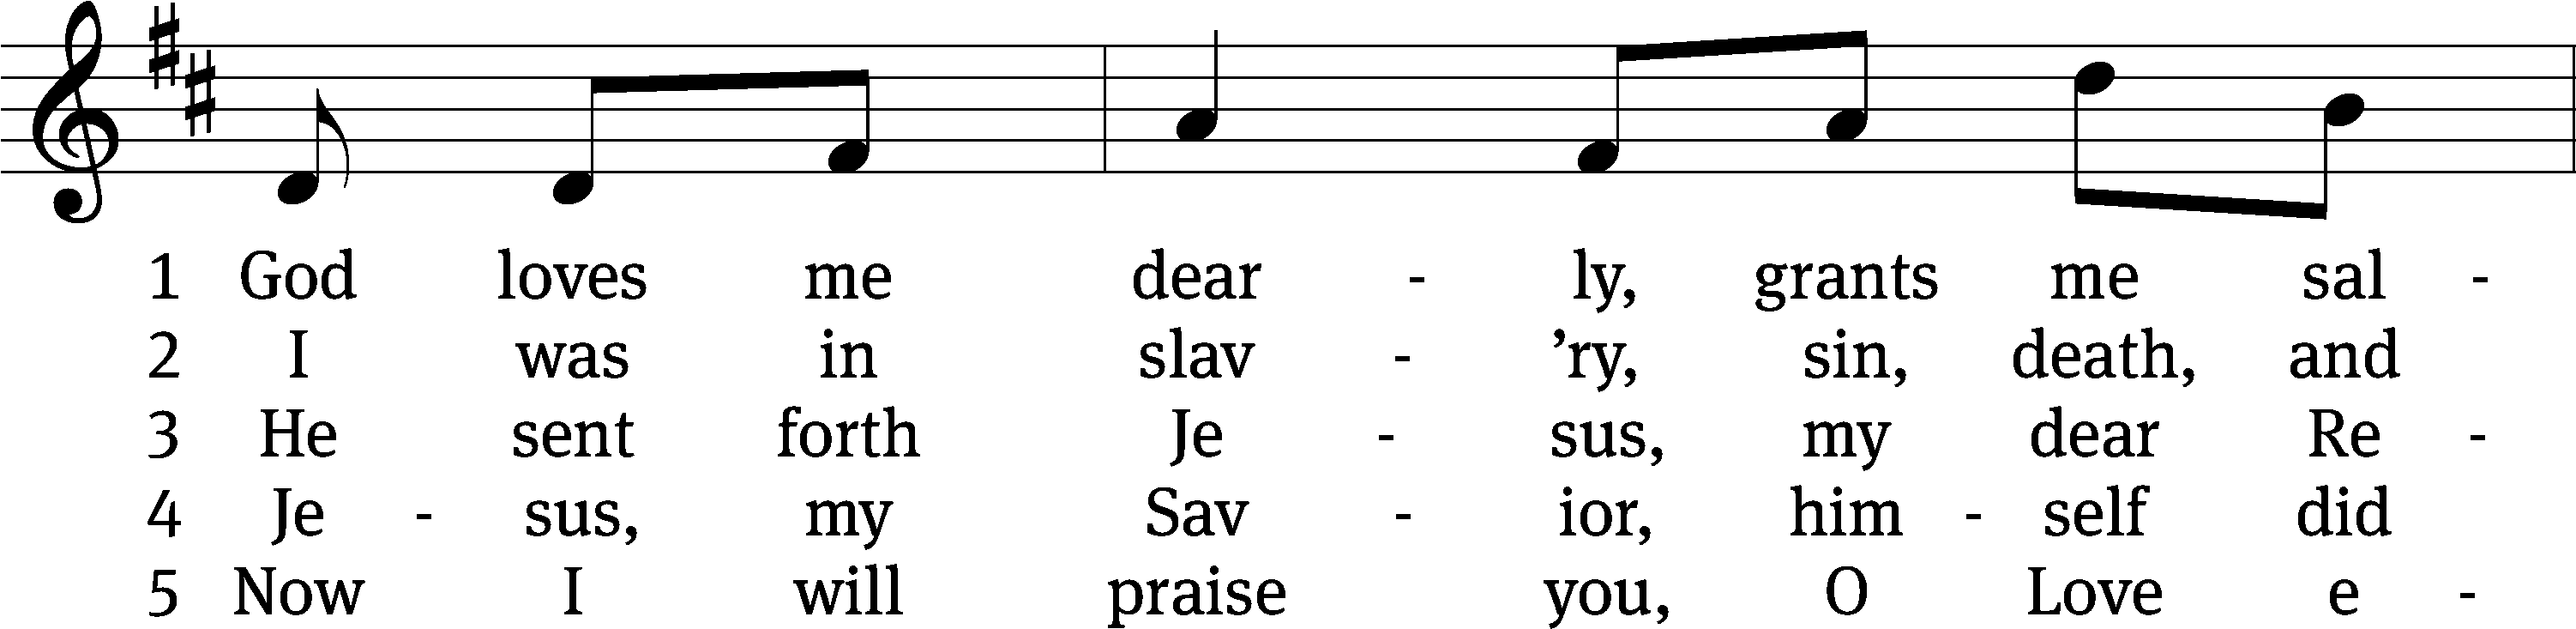 1 God loves me dear - ly, grants me sal -
2 I was in slav - ’ry, sin, death, and
3 He sent forth Je - sus, my dear Re -
4 Je - sus, my Sav - ior, him - self did
5 Now I will praise you, O Love e -